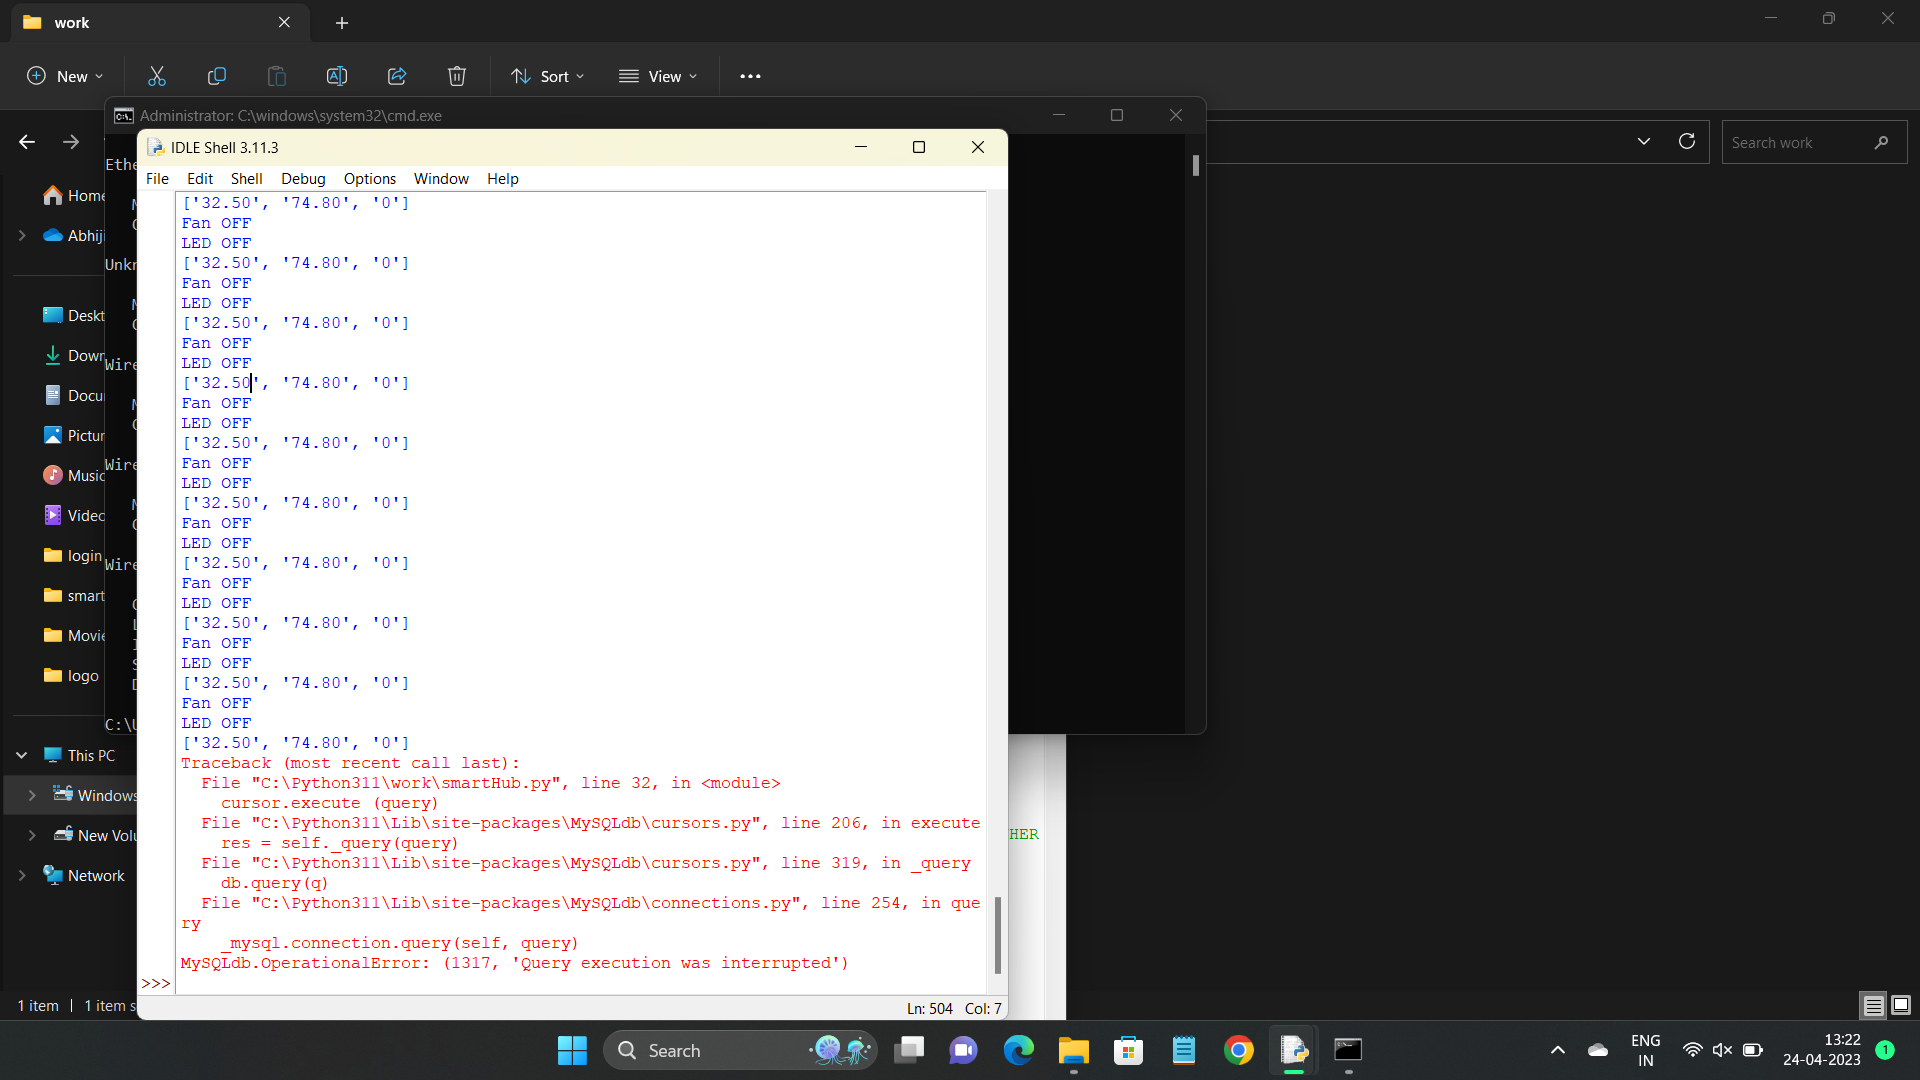 work
New
Sort
View
Administrator: C:\windows\system32\cmd.exe
Search work
IDLE Shell 3.11.3
File Edit Shell Debug Options Window Help
Home
Abhiji
Deskt
Down
Docu
Pictur
Music
Videc
login
smart
Movie
logo
This PC
Windows
New Volu
Network
Ethe
Unkr
Wire
Wire
Wire
C:\U
['32.50', '74.80', '0']
Fan OFF
LED OFF
['32.50', '74.80', '0']
Fan OFF
LED OFF
['32.50', '74.80', '0']
Fan OFF
LED OFF
['32.50', '74.80', '0']
Fan OFF
LED OFF
['32.50', '74.80', '0']
Fan OFF
LED OFF
['32.50', '74.80', '0']
Fan OFF
LED OFF
['32.50', '74.80', '0']
Fan OFF
LED OFF
['32.50', '74.80', '0']
Fan OFF
LED OFF
['32.50', '74.80', '0']
Fan OFF
LED OFF
['32.50', '74.80', '0']
Traceback (most recent call last):
File "C:\Python311\work\smartHub.py", line 32, in <module>
cursor.execute (query)
File "C:\Python311\Lib\site-packages\MySQLdb\cursors.py", line 206, in execute
res = self._query(query)
File "C:\Python311\Lib\site-packages\MySQLdb\cursors.py", line 319, in _query
db.query(q)
File "C:\Python311\Lib\site-packages\MySQLdb\connections.py", line 254, in que
ry
_mysql.connection.query(self, query)
MySQLdb.OperationalError: (1317, 'Query execution was interrupted')
>>>
HER
Ln: 504 Col: 7
1 item 1 item s
Search
ENG
IN
13:22
24-04-2023
1